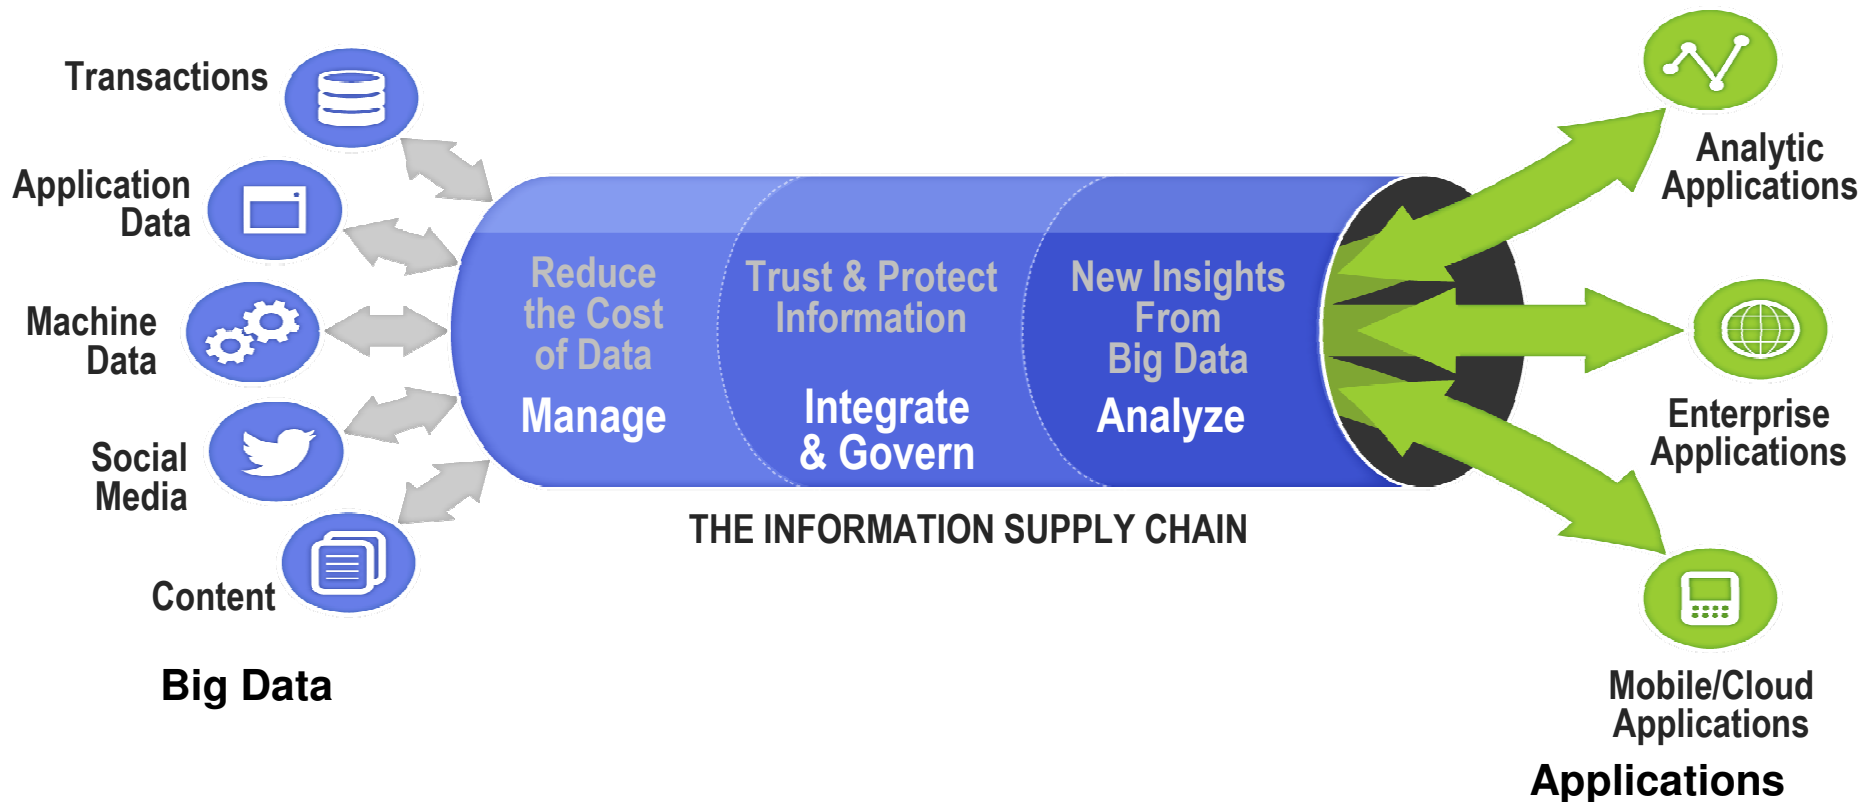 Transactions
Application
Data
Machine
Data
Social
Media
Content
Big Data
Reduce
the Cost
of Data
Manage
Trust & Protect
Information
Integrate
& Govern
New Insights
From
Big Data
Analyze
THE INFORMATION SUPPLY CHAIN
Analytic
Applications
Enterprise
Applications
Mobile/Cloud
Applications
Applications